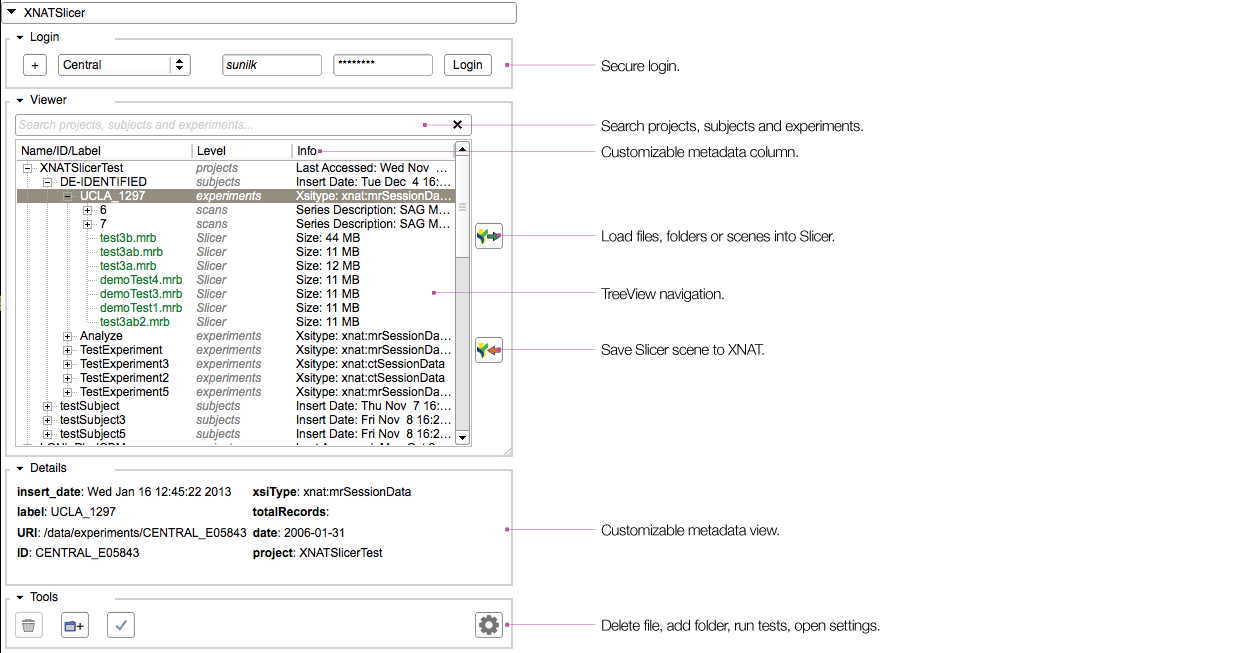 XNATSlicer
Login
+ Central sunilk ******** Login
Secure login.
Viewer
Search projects, subjects and experiments...
Search projects, subjects and experiments.
Name/ID/Label Level Info
Customizable metadata column.
XNATSlicerTest projects Last Accessed: Wed Nov ...
DE-IDENTIFIED subjects Insert Date: Tue Dec 4 16:...
UCLA_1297 experiments Xsitype: xnat:mrSessionDa...
6 scans Series Description: SAG M...
7 scans Series Description: SAG M...
test3b.mrb Slicer Size: 44 MB
Load files, folders or scenes into Slicer.
test3ab.mrb Slicer Size: 11 MB
test3a.mrb Slicer Size: 12 MB
demoTest4.mrb Slicer Size: 11 MB
demoTest3.mrb Slicer Size: 11 MB
TreeView navigation.
demoTest1.mrb Slicer Size: 11 MB
test3ab2.mrb Slicer Size: 11 MB
Analyze experiments Xsitype: xnat:mrSessionDa...
TestExperiment experiments Xsitype: xnat:mrSessionDa...
Save Slicer scene to XNAT.
TestExperiment3 experiments Xsitype: xnat:ctSessionData
TestExperiment2 experiments Xsitype: xnat:ctSessionData
TestExperiment5 experiments Xsitype: xnat:mrSessionDa...
testSubject subjects Insert Date: Thu Nov 7 16:...
testSubject3 subjects Insert Date: Fri Nov 8 16:2...
testSubject5 subjects Insert Date: Fri Nov 8 16:2...
Details
insert_date: Wed Jan 16 12:45:22 2013 xsiType: xnat:mrSessionData
label: UCLA_1297 totalRecords:
URI: /data/experiments/CENTRAL_E05843 date: 2006-01-31
Customizable metadata view.
ID: CENTRAL_E05843 project: XNATSlicerTest
Tools
+
Delete file, add folder, run tests, open settings.